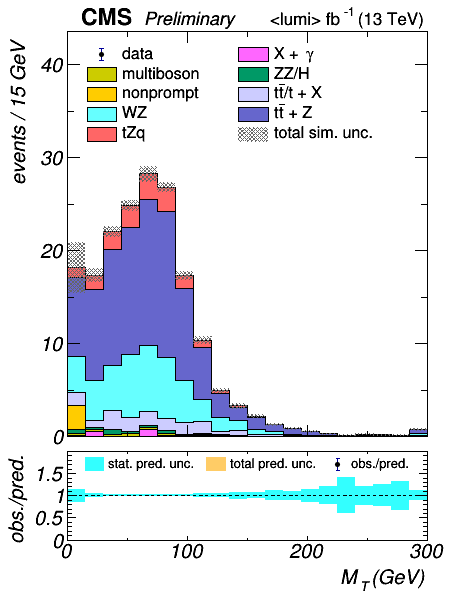 CMS Preliminary <lumi> fb⁻¹ (13 TeV)
events / 15 GeV
40
30
20
10
0
data
multiboson
nonprompt
WZ
tZq
X + γ
ZZ/H
tt̄/t + X
tt̄ + Z
total sim. unc.
obs./pred.
1.5
1
0.5
0
stat. pred. unc. total pred. unc. obs./pred.
0 100 200 300
M_T (GeV)